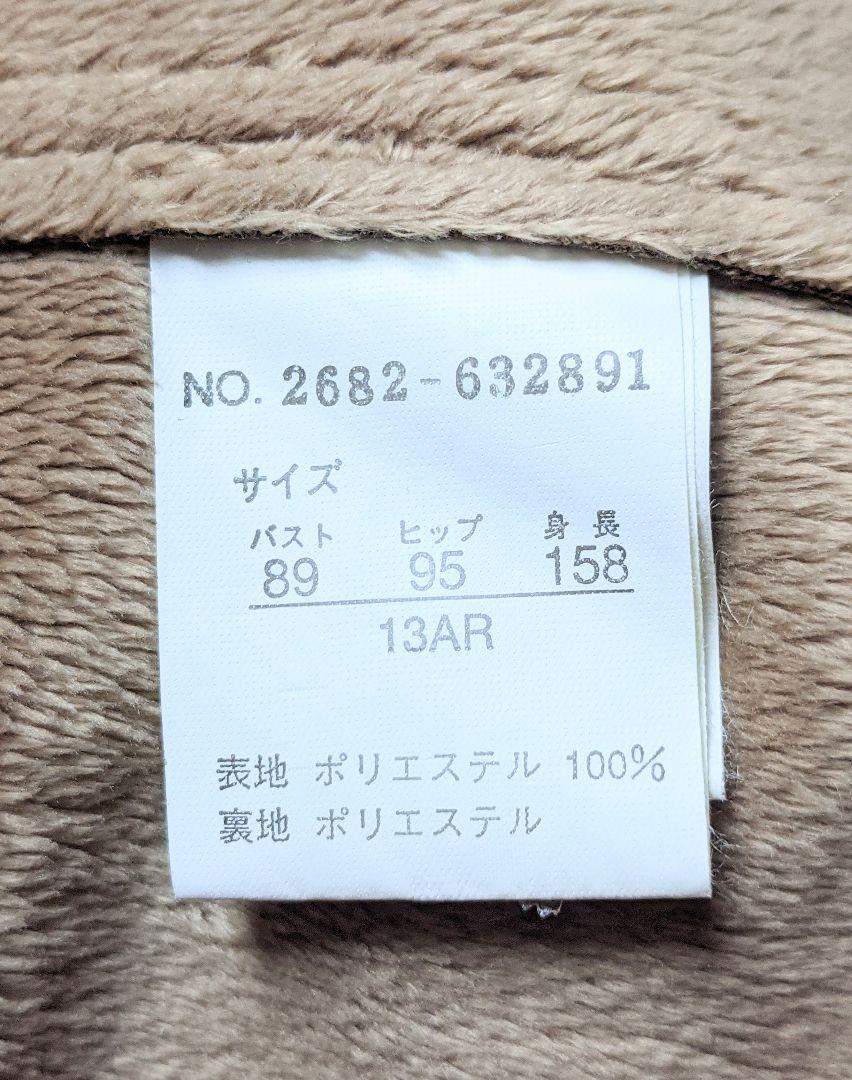 NO. 2682-632891
サイズ
バスト ヒップ 身長
89 95 158
13AR
表地 ポリエステル 100%
裏地 ポリエステル